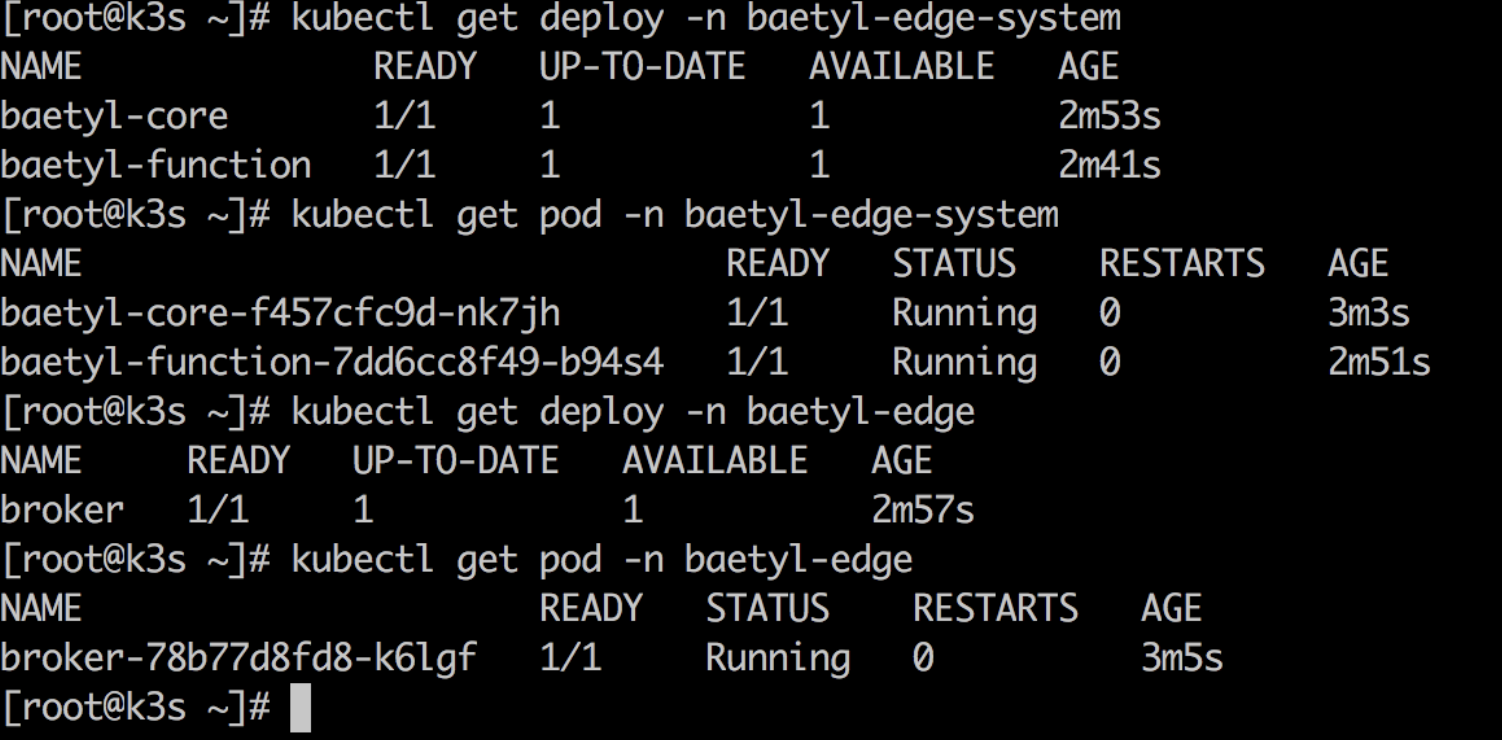 [root@k3s ~]# kubectl get deploy -n baetyl-edge-system
NAME READY UP-TO-DATE AVAILABLE AGE
baetyl-core 1/1 1 1 2m53s
baetyl-function 1/1 1 1 2m41s
[root@k3s ~]# kubectl get pod -n baetyl-edge-system
NAME READY STATUS RESTARTS AGE
baetyl-core-f457cfc9d-nk7jh 1/1 Running 0 3m3s
baetyl-function-7dd6cc8f49-b94s4 1/1 Running 0 2m51s
[root@k3s ~]# kubectl get deploy -n baetyl-edge
NAME READY UP-TO-DATE AVAILABLE AGE
broker 1/1 1 1 2m57s
[root@k3s ~]# kubectl get pod -n baetyl-edge
NAME READY STATUS RESTARTS AGE
broker-78b77d8fd8-k6lgf 1/1 Running 0 3m5s
[root@k3s ~]#